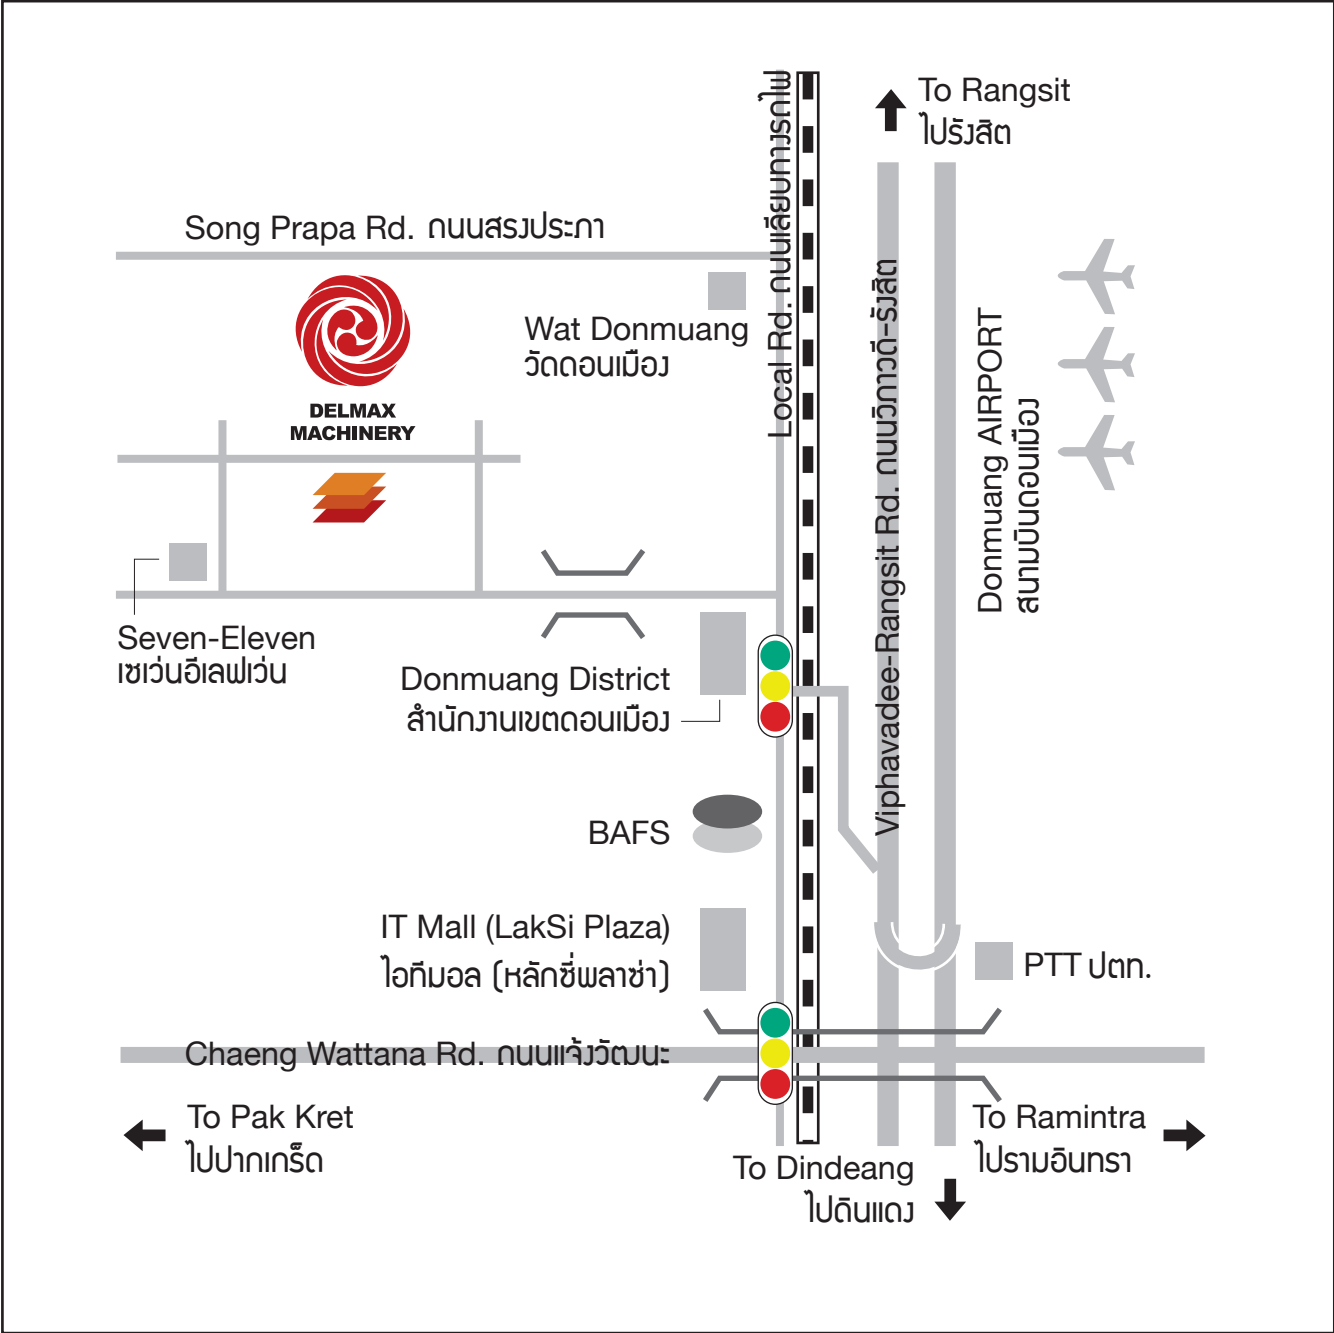 To Rangsit
ไปรังสิต
Song Prapa Rd. ถนนสรงประภา
Local Rd. ถนนเลียบทางรถไฟ
Wat Donmuang
วัดดอนเมือง
DELMAX
MACHINERY
Viphavadee-Rangsit Rd. ถนนวิภาวดี-รังสิต
Donmuang AIRPORT
สนามบินดอนเมือง
Seven-Eleven
เซเว่นอีเลฟเว่น
Donmuang District
สำนักงานเขตดอนเมือง
BAFS
IT Mall (LakSi Plaza)
ไอทีมอล (หลักซี่พลาซ่า)
PTT ปตท.
Chaeng Wattana Rd. ถนนแจ้งวัฒนะ
To Pak Kret
ไปปากเกร็ด
To Ramintra
ไปรามอินทรา
To Dindeang
ไปดินแดง